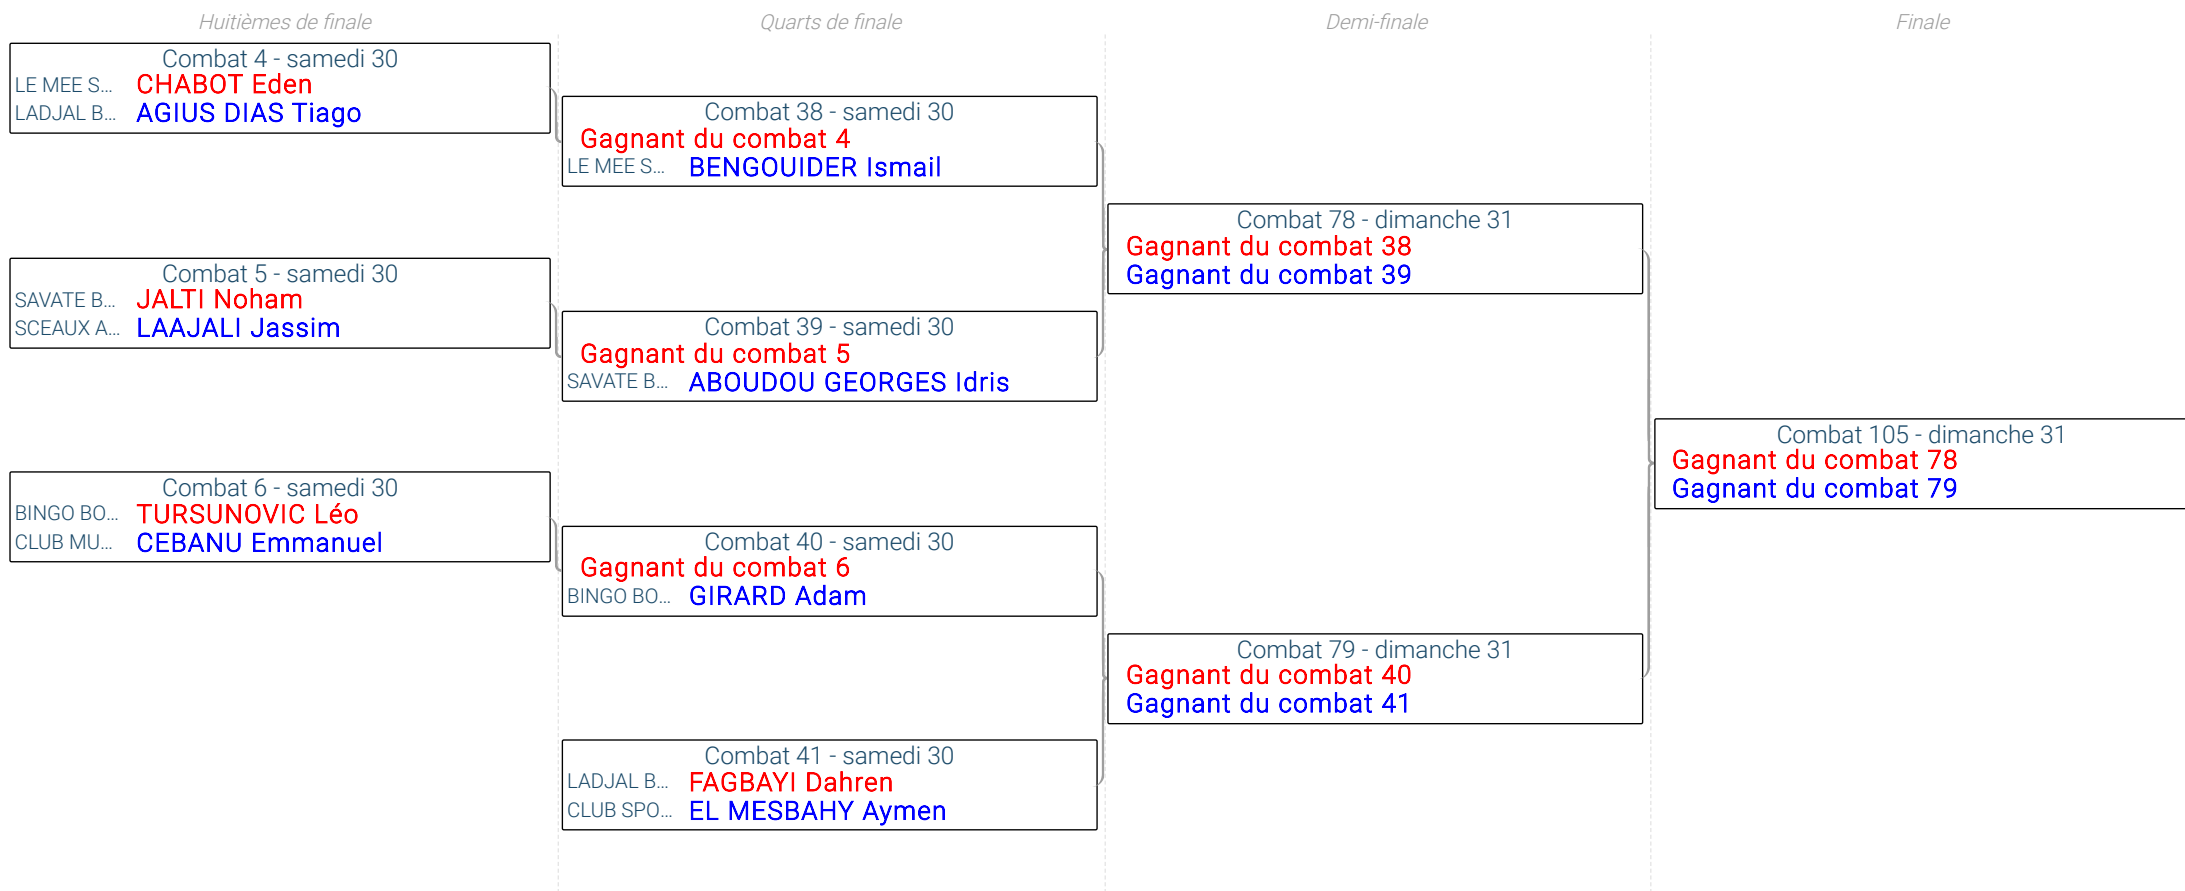 Huitièmes de finale
Quarts de finale
Demi-finale
Finale
Combat 4 - samedi 30
LE MEE S... CHABOT Eden
LADJAL B... AGIUS DIAS Tiago
Combat 5 - samedi 30
SAVATE B... JALTI Noham
SCEAUX A... LAAJALI Jassim
Combat 6 - samedi 30
BINGO BO... TURSUNOVIC Léo
CLUB MU... CEBANU Emmanuel
Combat 38 - samedi 30
Gagnant du combat 4
LE MEE S... BENGOUIDER Ismail
Combat 39 - samedi 30
Gagnant du combat 5
SAVATE B... ABOUDOU GEORGES Idris
Combat 40 - samedi 30
Gagnant du combat 6
BINGO BO... GIRARD Adam
Combat 41 - samedi 30
LADJAL B... FAGBAYI Dahren
CLUB SPO... EL MESBAHY Aymen
Combat 78 - dimanche 31
Gagnant du combat 38
Gagnant du combat 39
Combat 79 - dimanche 31
Gagnant du combat 40
Gagnant du combat 41
Combat 105 - dimanche 31
Gagnant du combat 78
Gagnant du combat 79